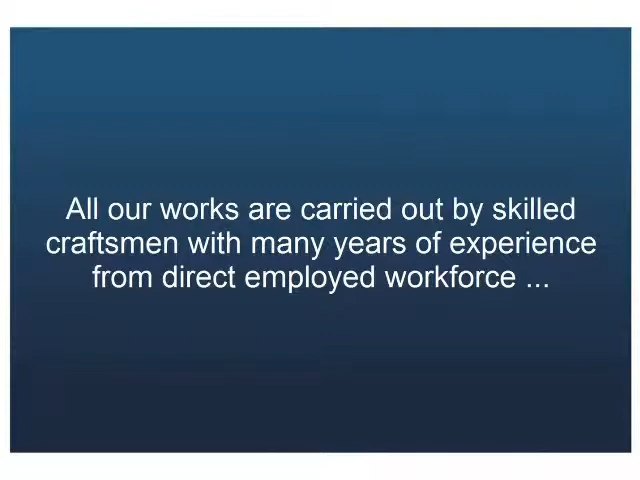 All our works are carried out by skilled
craftsmen with many years of experience
from direct employed workforce ...